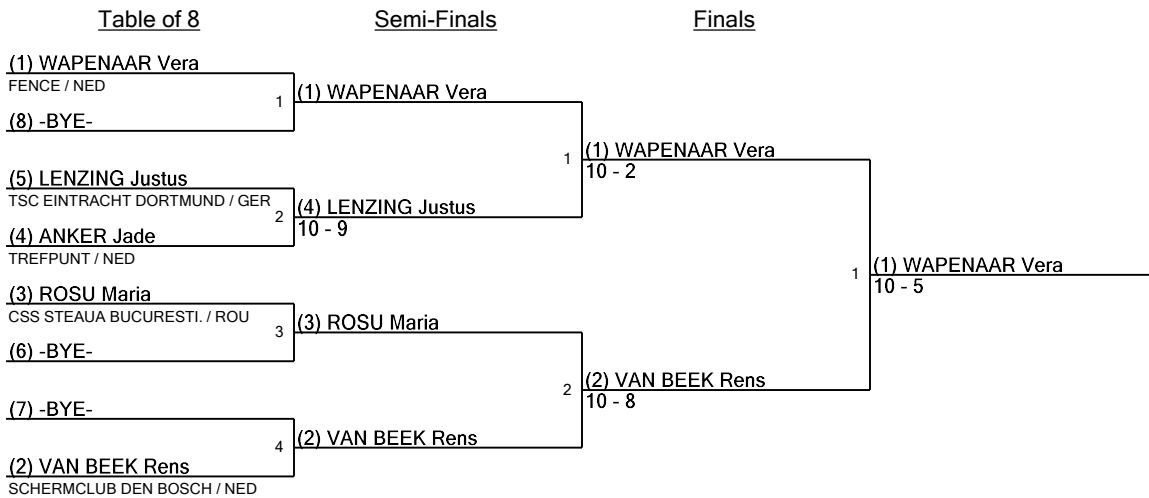 Table of 8
Semi-Finals
Finals
(1) WAPENAAR Vera
FENCE / NED
1
(8) -BYE-
(1) WAPENAAR Vera
(5) LENZING Justus
TSC EINTRACHT DORTMUND / GER
2
(4) ANKER Jade
TREFPUNT / NED
(4) LENZING Justus
10 - 9
1
(1) WAPENAAR Vera
10 - 2
(3) ROSU Maria
CSS STEAUA BUCURESTI. / ROU
3
(6) -BYE-
(3) ROSU Maria
(7) -BYE-
4
(2) VAN BEEK Rens
SCHERMCLUB DEN BOSCH / NED
(2) VAN BEEK Rens
2
(2) VAN BEEK Rens
10 - 8
1
(1) WAPENAAR Vera
10 - 5